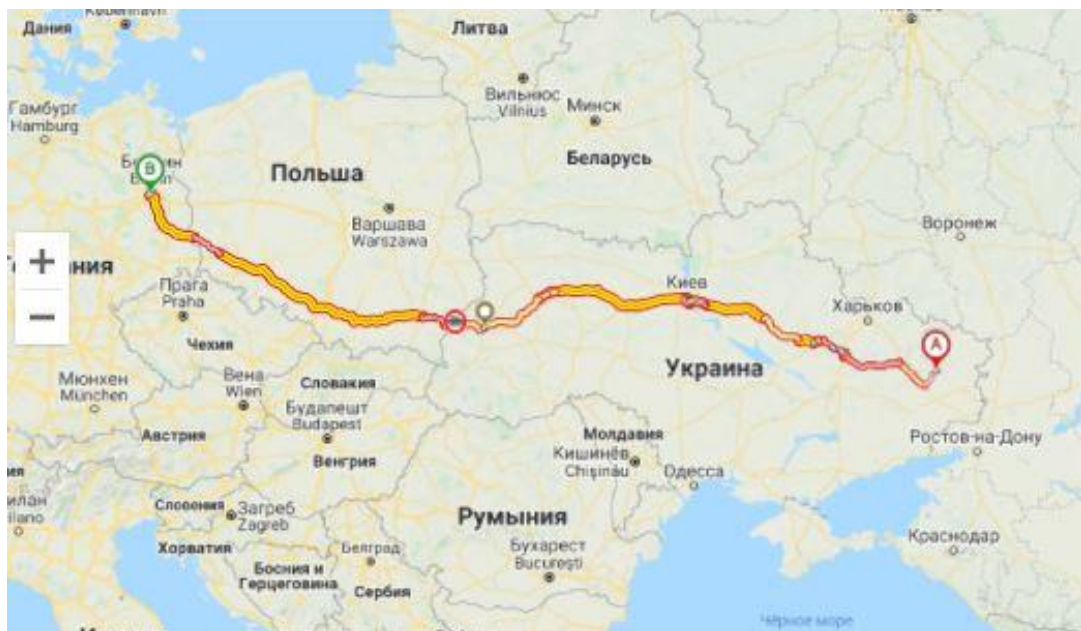 København
Дания
Литва
Гамбург
Hamburg
Вильнюс
Vilnius
Минск
Беларусь
B
Польша
Варшава
Warszawa
Воронеж
+
−
Прага
Praha
Чехия
Киев
Харьков
A
Украина
Мюнхен
München
Вена
Wien
Словакия
Будапешт
Budapest
Австрия
Венгрия
Молдавия
Кишинёв
Chișinău
Одесса
Ростов-на-Дону
Словения
Загреб
Zagreb
Хорватия
Румыния
Бухарест
București
Краснодар
Белград
Босния и
Герцеговина
Сербия
Чёрное море